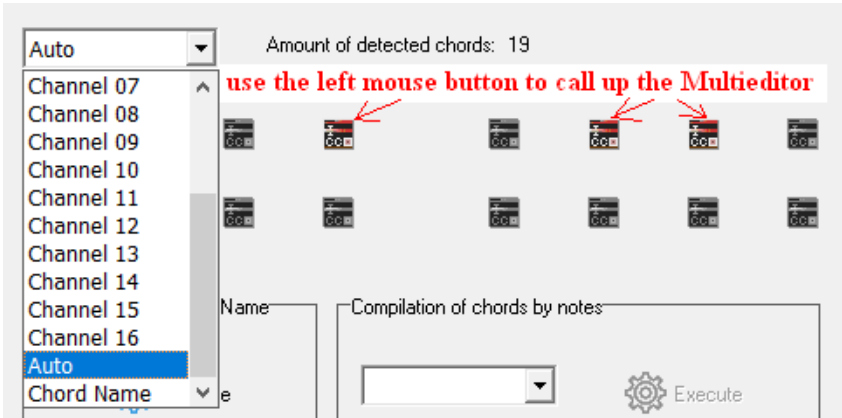 Auto
Amount of detected chords: 19
use the left mouse button to call up the Multieditor
Channel 07
Channel 08
Channel 09
Channel 10
Channel 11
Channel 12
Channel 13
Channel 14
Channel 15
Channel 16
Auto
Chord Name
Name
Compilation of chords by notes
e
Execute